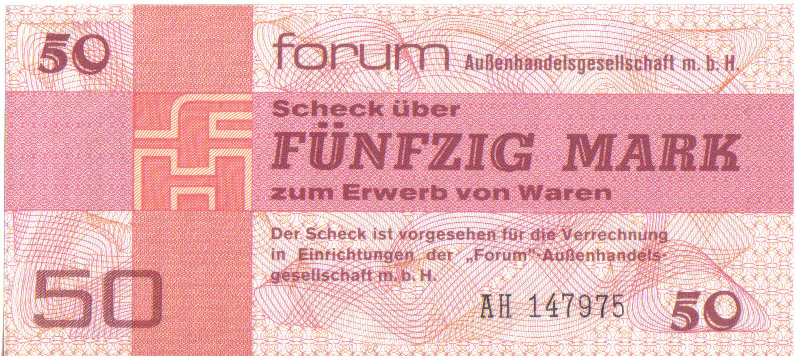 50
forum Außenhandelsgesellschaft m. b. H.
Scheck über
FÜNFZIG MARK
zum Erwerb von Waren
Der Scheck ist vorgesehen für die Verrechnung
in Einrichtungen der „Forum"-Außenhandels-
gesellschaft m. b. H.
50
AH 147975
50